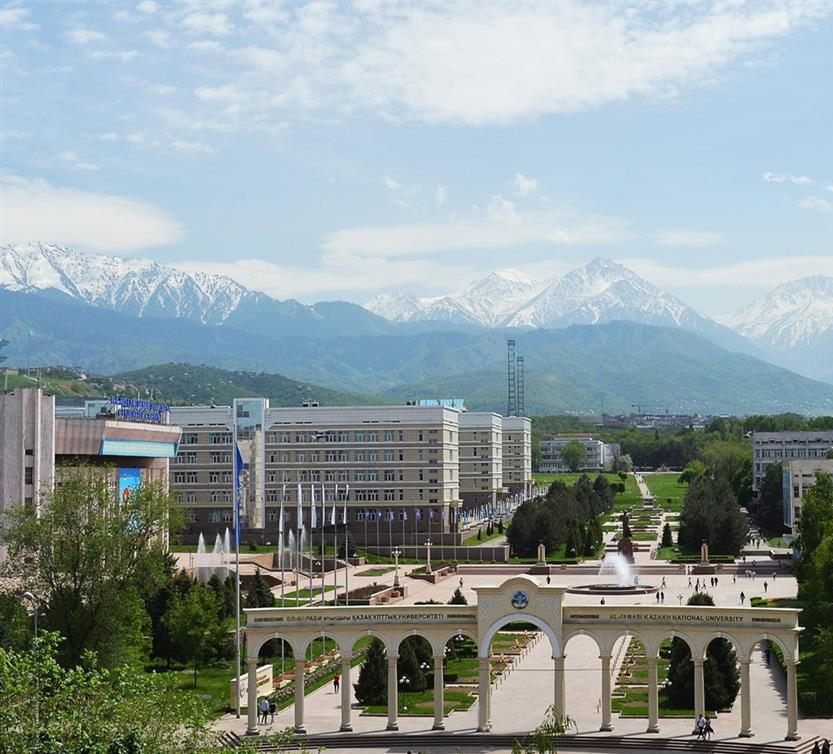 ӘЛ-ФАРАБИ атындағы ҚАЗАҚ ҰЛТТЫҚ УНИВЕРСИТЕТІ
AL-FARABI KAZAKH NATIONAL UNIVERSITY